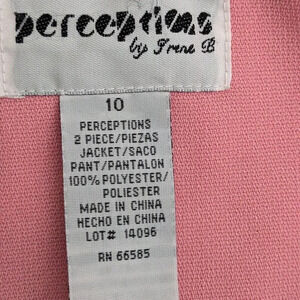 perceptions
by Irene B
10
PERCEPTIONS
2 PIECE/PIEZAS
JACKET/SACO
PANT/PANTALON
100% POLYESTER/
POLIESTER
MADE IN CHINA
HECHO EN CHINA
LOT# 14096
RN 66585